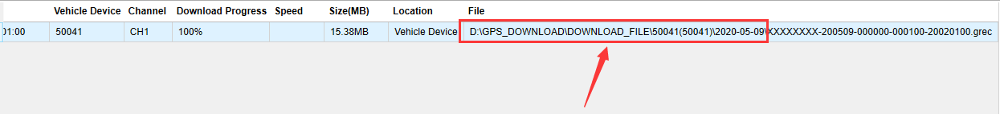 Vehicle Device Channel Download Progress Speed Size(MB) Location File
01:00 50041 CH1 100% 15.38MB Vehicle Device D:\GPS_DOWNLOAD\DOWNLOAD_FILE\50041(50041)\2020-05-09\XXXXXXXX-200509-000000-000100-20020100.grec